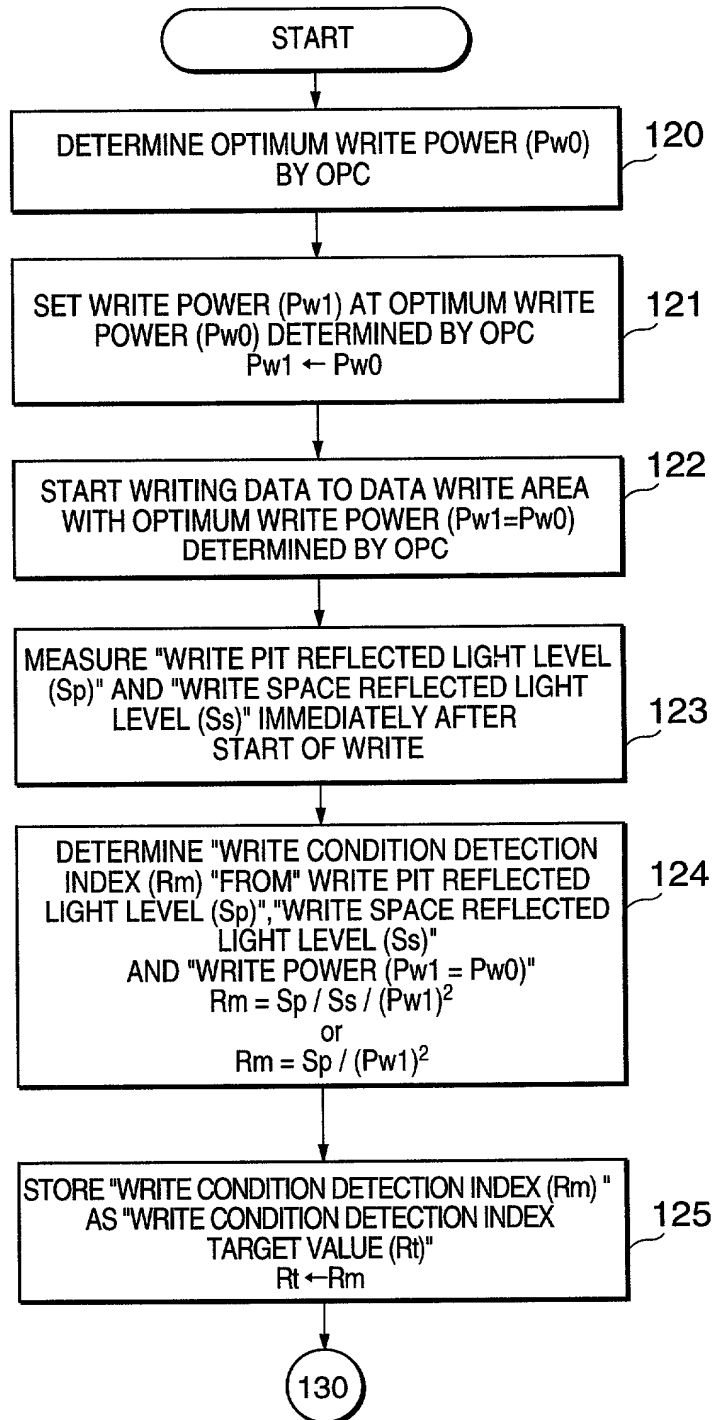 START
DETERMINE OPTIMUM WRITE POWER (Pw0)
BY OPC
120
SET WRITE POWER (Pw1) AT OPTIMUM WRITE
POWER (Pw0) DETERMINED BY OPC
Pw1 ← Pw0
121
START WRITING DATA TO DATA WRITE AREA
WITH OPTIMUM WRITE POWER (Pw1=Pw0)
DETERMINED BY OPC
122
MEASURE "WRITE PIT REFLECTED LIGHT LEVEL
(Sp)" AND "WRITE SPACE REFLECTED LIGHT
LEVEL (Ss)" IMMEDIATELY AFTER
START OF WRITE
123
DETERMINE "WRITE CONDITION DETECTION
INDEX (Rm) "FROM" WRITE PIT REFLECTED
LIGHT LEVEL (Sp)","WRITE SPACE REFLECTED
LIGHT LEVEL (Ss)"
AND "WRITE POWER (Pw1 = Pw0)"
Rm = Sp / Ss / (Pw1)²
or
Rm = Sp / (Pw1)²
124
STORE "WRITE CONDITION DETECTION INDEX (Rm) "
AS "WRITE CONDITION DETECTION INDEX
TARGET VALUE (Rt)"
Rt ←Rm
125
130